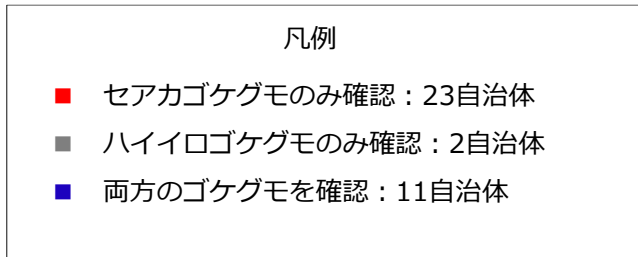 凡例
セアカゴケグモのみ確認：23自治体
ハイイロゴケグモのみ確認：2自治体
両方のゴケグモを確認：11自治体